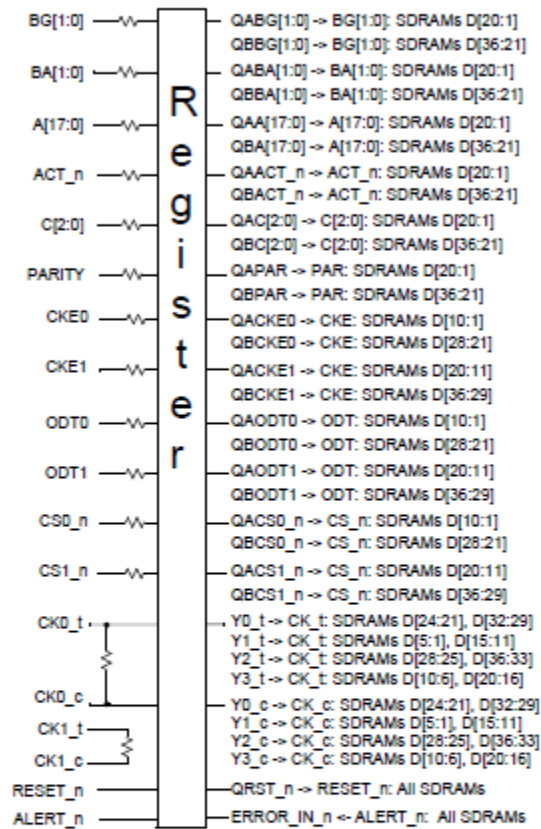 BG[1:0]
QABG[1:0] -> BG[1:0]: SDRAMs D[20:1]
QBBG[1:0] -> BG[1:0]: SDRAMs D[36:21]
BA[1:0]
QABA[1:0] -> BA[1:0]: SDRAMs D[20:1]
QBBA[1:0] -> BA[1:0]: SDRAMs D[36:21]
A[17:0]
QAA[17:0] -> A[17:0]: SDRAMs D[20:1]
QBA[17:0] -> A[17:0]: SDRAMs D[36:21]
ACT_n
QAACT_n -> ACT_n: SDRAMs D[20:1]
QBACT_n -> ACT_n: SDRAMs D[36:21]
C[2:0]
QAC[2:0] -> C[2:0]: SDRAMs D[20:1]
QBC[2:0] -> C[2:0]: SDRAMs D[36:21]
PARITY
QAPAR -> PAR: SDRAMs D[20:1]
QBPAR -> PAR: SDRAMs D[36:21]
CKE0
QACKE0 -> CKE: SDRAMs D[10:1]
QBCKE0 -> CKE: SDRAMs D[28:21]
CKE1
QACKE1 -> CKE: SDRAMs D[20:11]
QBCKE1 -> CKE: SDRAMs D[36:29]
ODT0
QAODT0 -> ODT: SDRAMs D[10:1]
QBODT0 -> ODT: SDRAMs D[28:21]
ODT1
QAODT1 -> ODT: SDRAMs D[20:11]
QBODT1 -> ODT: SDRAMs D[36:29]
CS0_n
QACS0_n -> CS_n: SDRAMs D[10:1]
QBCS0_n -> CS_n: SDRAMs D[28:21]
CS1_n
QACS1_n -> CS_n: SDRAMs D[20:11]
QBCS1_n -> CS_n: SDRAMs D[36:29]
CK0_t
Y0_t -> CK_t: SDRAMs D[24:21], D[32:29]
Y1_t -> CK_t: SDRAMs D[5:1], D[15:11]
Y2_t -> CK_t: SDRAMs D[28:25], D[36:33]
Y3_t -> CK_t: SDRAMs D[10:6], D[20:16]
CK0_c
Y0_c -> CK_c: SDRAMs D[24:21], D[32:29]
Y1_c -> CK_c: SDRAMs D[5:1], D[15:11]
Y2_c -> CK_c: SDRAMs D[28:25], D[36:33]
Y3_c -> CK_c: SDRAMs D[10:6], D[20:16]
CK1_t
CK1_c
RESET_n
QRST_n -> RESET_n: All SDRAMs
ALERT_n
ERROR_IN_n <- ALERT_n: All SDRAMs
Register